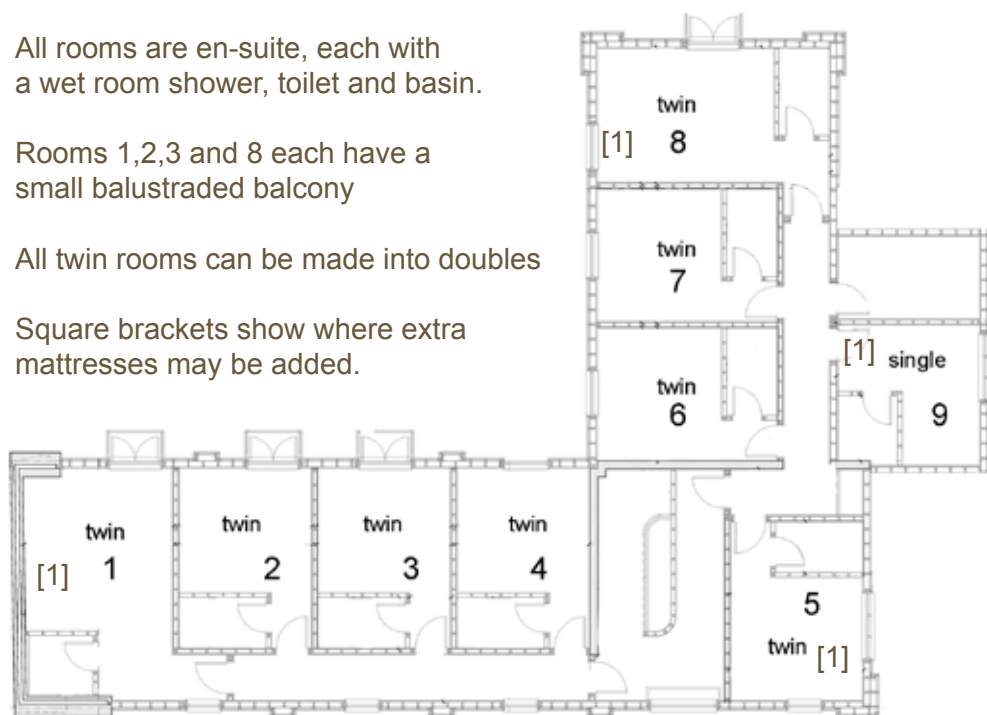 All rooms are en-suite, each with
a wet room shower, toilet and basin.
Rooms 1,2,3 and 8 each have a
small balustraded balcony
All twin rooms can be made into doubles
Square brackets show where extra
mattresses may be added.
twin
[1] 8
twin
7
twin
6
[1] single
9
twin
[1] 1
twin
2
twin
3
twin
4
5
twin [1]